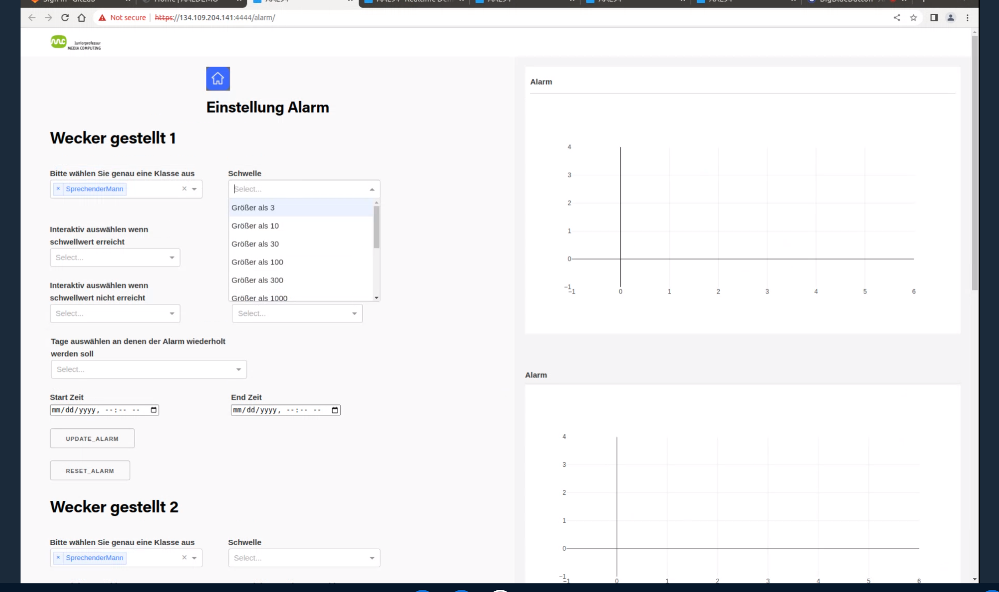 Not secure
https://134.109.204.141:4444/alarm/
Juniorprofessur
MEDIA COMPUTING
Einstellung Alarm
Wecker gestellt 1
Bitte wählen Sie genau eine Klasse aus
× SprechenderMann
Schwelle
Select...
Größer als 3
Größer als 10
Größer als 30
Größer als 100
Größer als 300
Größer als 1000
Interaktiv auswählen wenn
schwellwert erreicht
Select...
Interaktiv auswählen wenn
schwellwert nicht erreicht
Select...
Select...
Tage auswählen an denen der Alarm wiederholt
werden soll
Select...
Start Zeit
mm/dd/yyyy, --:-- --
End Zeit
mm/dd/yyyy, --:-- --
UPDATE_ALARM
RESET_ALARM
Wecker gestellt 2
Bitte wählen Sie genau eine Klasse aus
× SprechenderMann
Schwelle
Select...
Alarm
4
3
2
1
0
−1
−1 0 1 2 3 4 5 6
Alarm
4
3
2
1
0
−1
−1 0 1 2 3 4 5 6